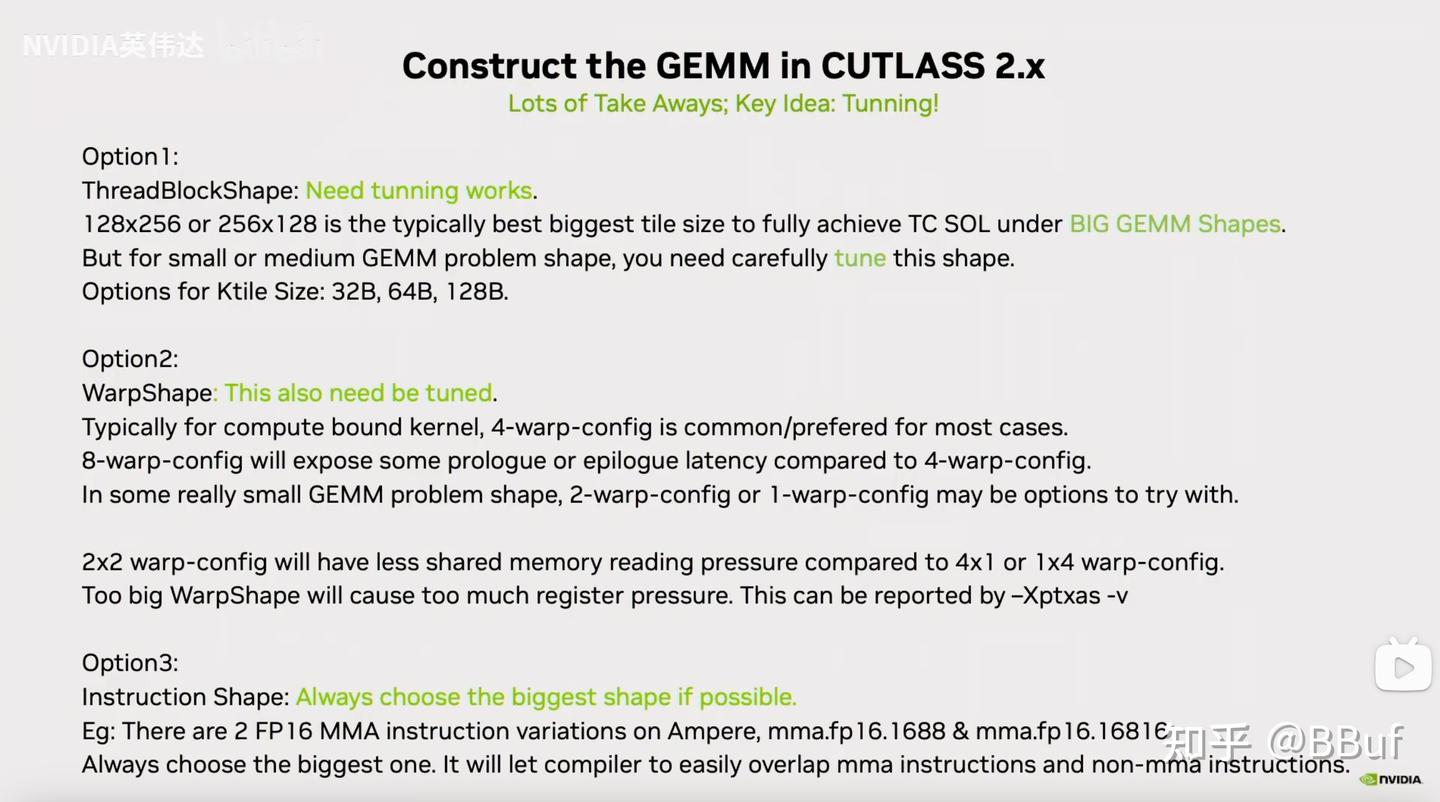 NVIDIA英伟达 bilibili
Construct the GEMM in CUTLASS 2.x
Lots of Take Aways; Key Idea: Tunning!
Option1:
ThreadBlockShape: Need tunning works.
128x256 or 256x128 is the typically best biggest tile size to fully achieve TC SOL under BIG GEMM Shapes.
But for small or medium GEMM problem shape, you need carefully tune this shape.
Options for Ktile Size: 32B, 64B, 128B.
Option2:
WarpShape: This also need be tuned.
Typically for compute bound kernel, 4-warp-config is common/prefered for most cases.
8-warp-config will expose some prologue or epilogue latency compared to 4-warp-config.
In some really small GEMM problem shape, 2-warp-config or 1-warp-config may be options to try with.
2x2 warp-config will have less shared memory reading pressure compared to 4x1 or 1x4 warp-config.
Too big WarpShape will cause too much register pressure. This can be reported by –Xptxas -v
Option3:
Instruction Shape: Always choose the biggest shape if possible.
Eg: There are 2 FP16 MMA instruction variations on Ampere, mma.fp16.1688 & mma.fp16.16816
Always choose the biggest one. It will let compiler to easily overlap mma instructions and non-mma instructions.
知乎 @BBuf
NVIDIA.